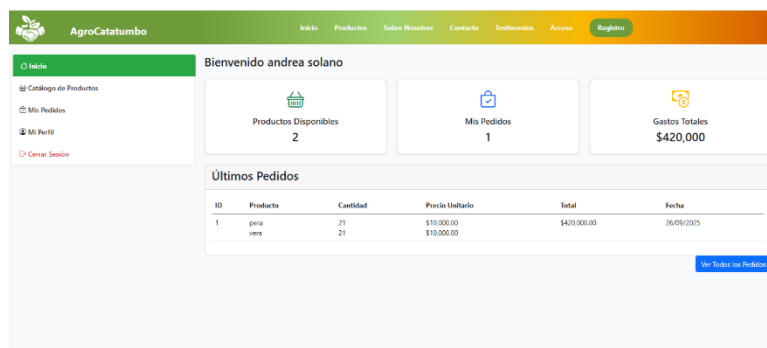 AgroCatatumbo
Inicio Productos Sobre Nosotros Contacto Testimonios Acceso Registro
Inicio
Catálogo de Productos
Mis Pedidos
Mi Perfil
Cerrar Sesión
Bienvenido andrea solano
Productos Disponibles
2
Mis Pedidos
1
Gastos Totales
$420,000
Últimos Pedidos
ID Producto Cantidad Precio Unitario Total Fecha
1 pera 21 $10,000.00 $420,000.00 26/09/2025
vera 21 $10,000.00
Ver Todos los Pedidos